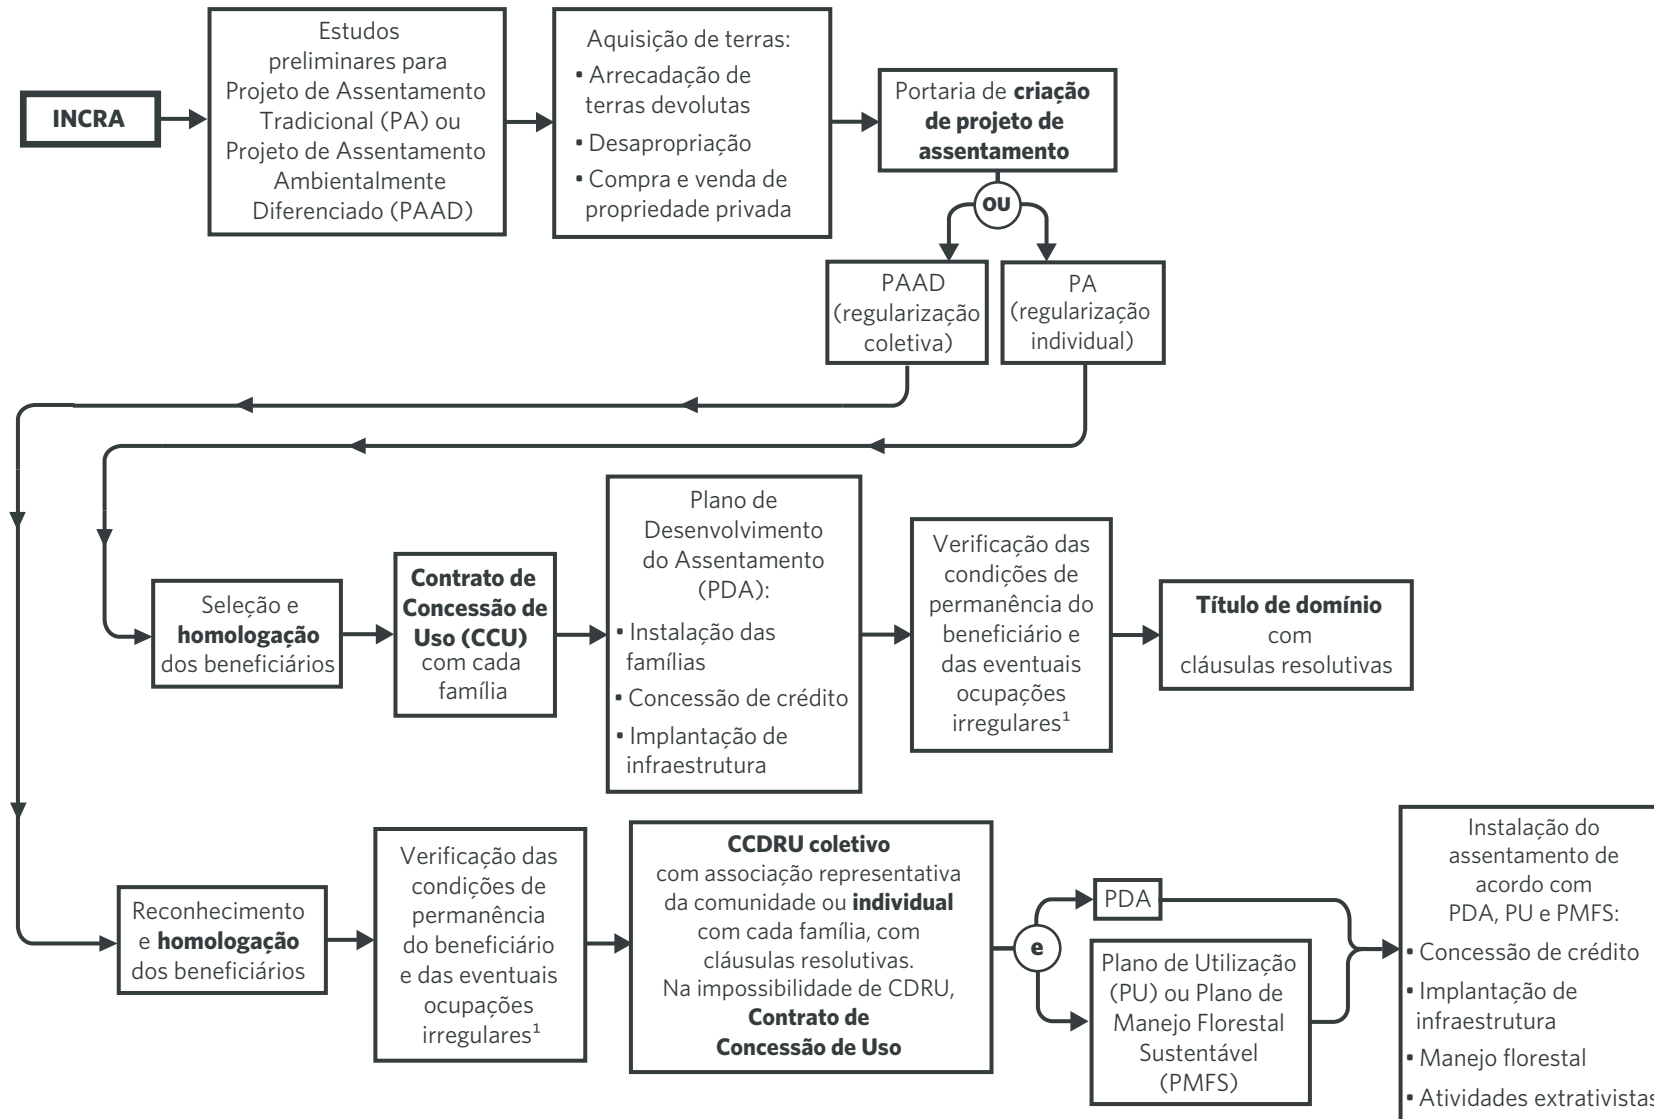 INCRA
Estudos
preliminares para
Projeto de Assentamento
Tradicional (PA) ou
Projeto de Assentamento
Ambientalmente
Diferenciado (PAAD)
Aquisição de terras:
▪ Arrecadação de
terras devolutas
▪ Desapropriação
▪ Compra e venda de
propriedade privada
Portaria de criação
de projeto de
assentamento
OU
PAAD
(regularização
coletiva)
PA
(regularização
individual)
Seleção e
homologação
dos beneficiários
Contrato de
Concessão de
Uso (CCU)
com cada
família
Plano de
Desenvolvimento
do Assentamento
(PDA):
▪ Instalação das
famílias
▪ Concessão de crédito
▪ Implantação de
infraestrutura
Verificação das
condições de
permanência do
beneficiário e
das eventuais
ocupações
irregulares¹
Título de domínio
com
cláusulas resolutivas
Reconhecimento
e homologação
dos beneficiários
Verificação das
condições de
permanência
do beneficiário
e das eventuais
ocupações
irregulares¹
CCDRU coletivo
com associação representativa
da comunidade ou individual
com cada família, com
cláusulas resolutivas.
Na impossibilidade de CDRU,
Contrato de
Concessão de Uso
e
PDA
Plano de Utilização
(PU) ou Plano de
Manejo Florestal
Sustentável
(PMFS)
Instalação do
assentamento de
acordo com
PDA, PU e PMFS:
▪ Concessão de crédito
▪ Implantação de
infraestrutura
▪ Manejo florestal
▪ Atividades extrativistas